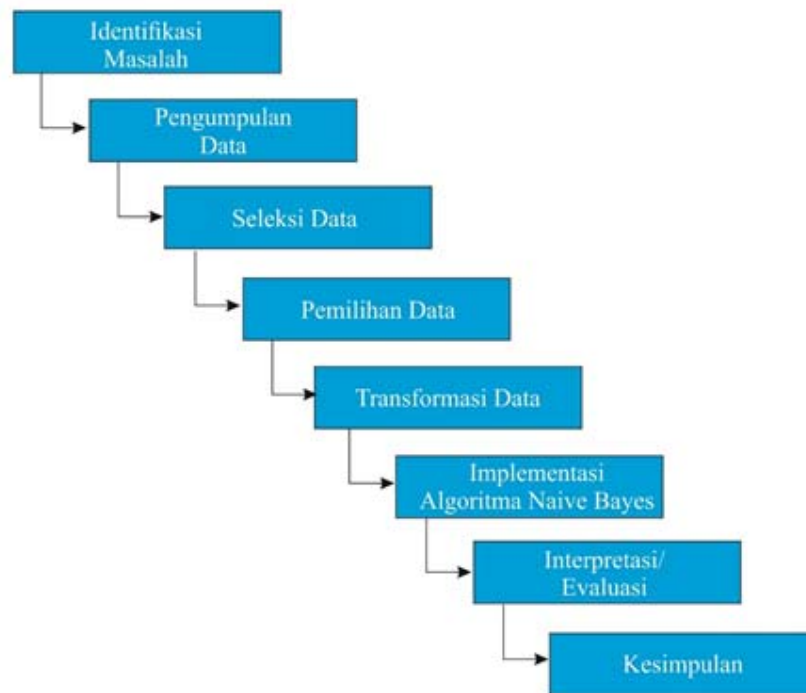 Identifikasi
Masalah
Pengumpulan
Data
Seleksi Data
Pemilihan Data
Transformasi Data
Implementasi
Algoritma Naive Bayes
Interpretasi/
Evaluasi
Kesimpulan